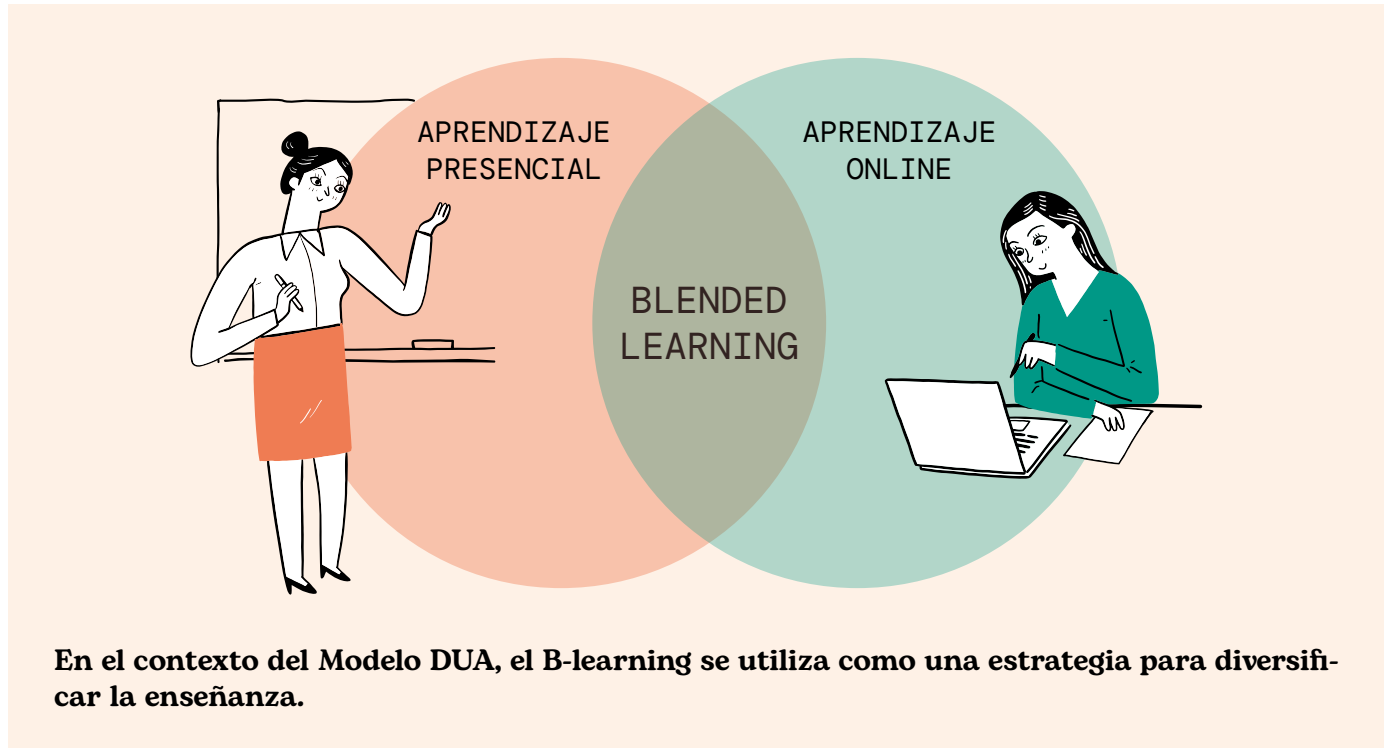 APRENDIZAJE
PRESENCIAL
APRENDIZAJE
ONLINE
BLENDED
LEARNING
En el contexto del Modelo DUA, el B-learning se utiliza como una estrategia para diversifi-
car la enseñanza.